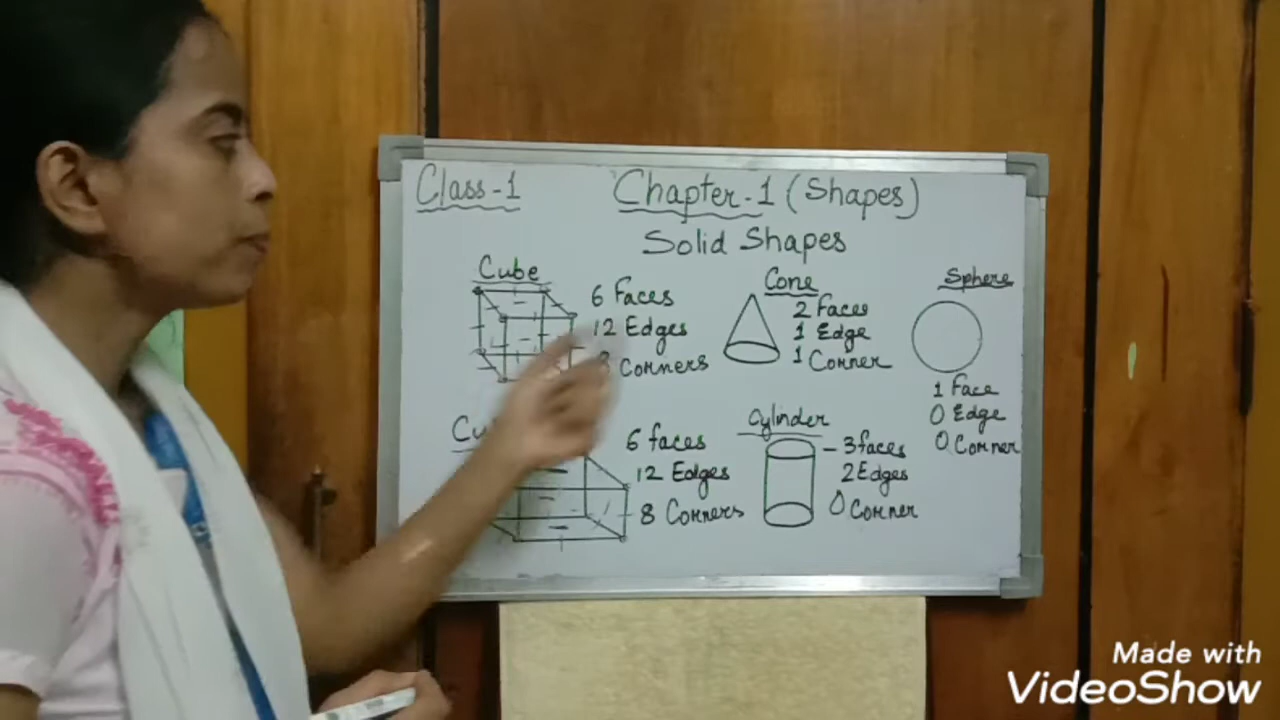 Class-1
Chapter-1 (Shapes)
Solid Shapes
Cube
6 Faces
12 Edges
Corners
Cone
2 Faces
1 Edge
1 Corner
Sphere
1 Face
0 Edge
0 Corner
6 faces
12 Edges
8 Corners
Cylinder
- 3 faces
2 Edges
0 Corner
Made with
VideoShow